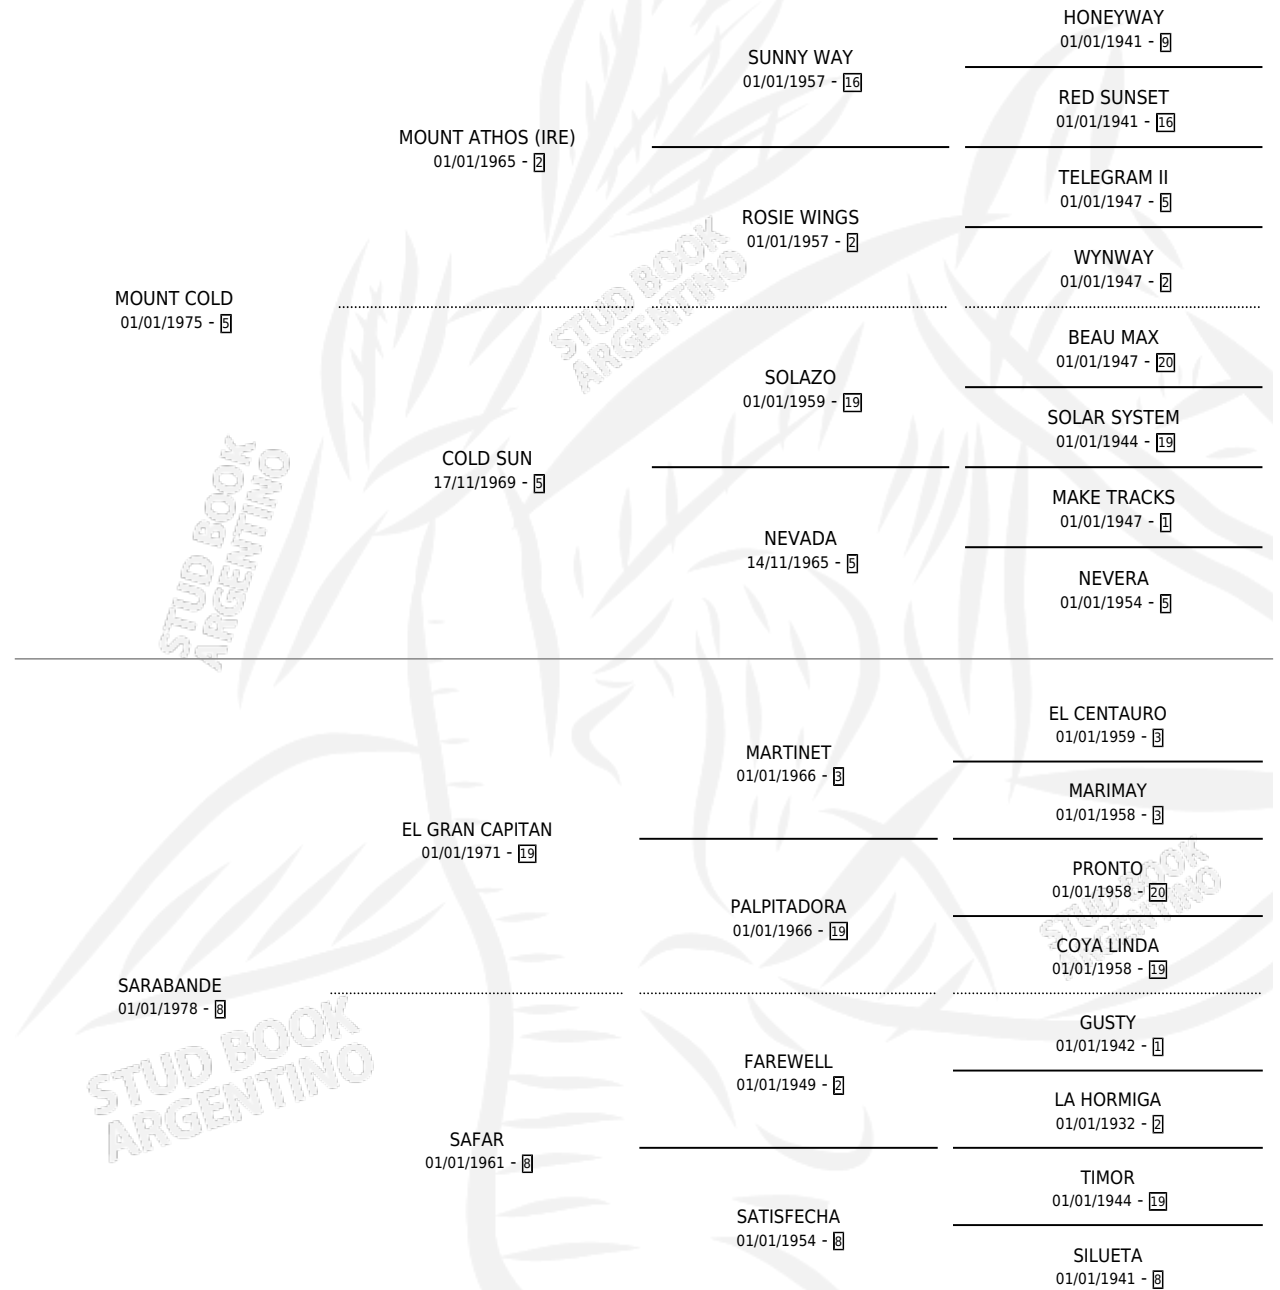 HONEYWAY
01/01/1941 - 9
SUNNY WAY
01/01/1957 - 16
RED SUNSET
01/01/1941 - 16
MOUNT ATHOS (IRE)
01/01/1965 - 2
TELEGRAM II
01/01/1947 - 5
ROSIE WINGS
01/01/1957 - 2
WYNWAY
01/01/1947 - 2
MOUNT COLD
01/01/1975 - 5
BEAU MAX
01/01/1947 - 20
SOLAZO
01/01/1959 - 19
SOLAR SYSTEM
01/01/1944 - 19
COLD SUN
17/11/1969 - 5
MAKE TRACKS
01/01/1947 - 1
NEVADA
14/11/1965 - 5
NEVERA
01/01/1954 - 5
EL CENTAURO
01/01/1959 - 3
MARTINET
01/01/1966 - 3
MARIMAY
01/01/1958 - 3
EL GRAN CAPITAN
01/01/1971 - 19
PRONTO
01/01/1958 - 20
PALPITADORA
01/01/1966 - 19
COYA LINDA
01/01/1958 - 19
SARABANDE
01/01/1978 - 8
GUSTY
01/01/1942 - 1
FAREWELL
01/01/1949 - 2
LA HORMIGA
01/01/1932 - 2
SAFAR
01/01/1961 - 8
TIMOR
01/01/1944 - 19
SATISFECHA
01/01/1954 - 8
SILUETA
01/01/1941 - 8
STUD BOOK
ARGENTINO
STUD BOOK
ARGENTINO
STUD BOOK
ARGENTINO
STUD BOOK
ARGENTINO